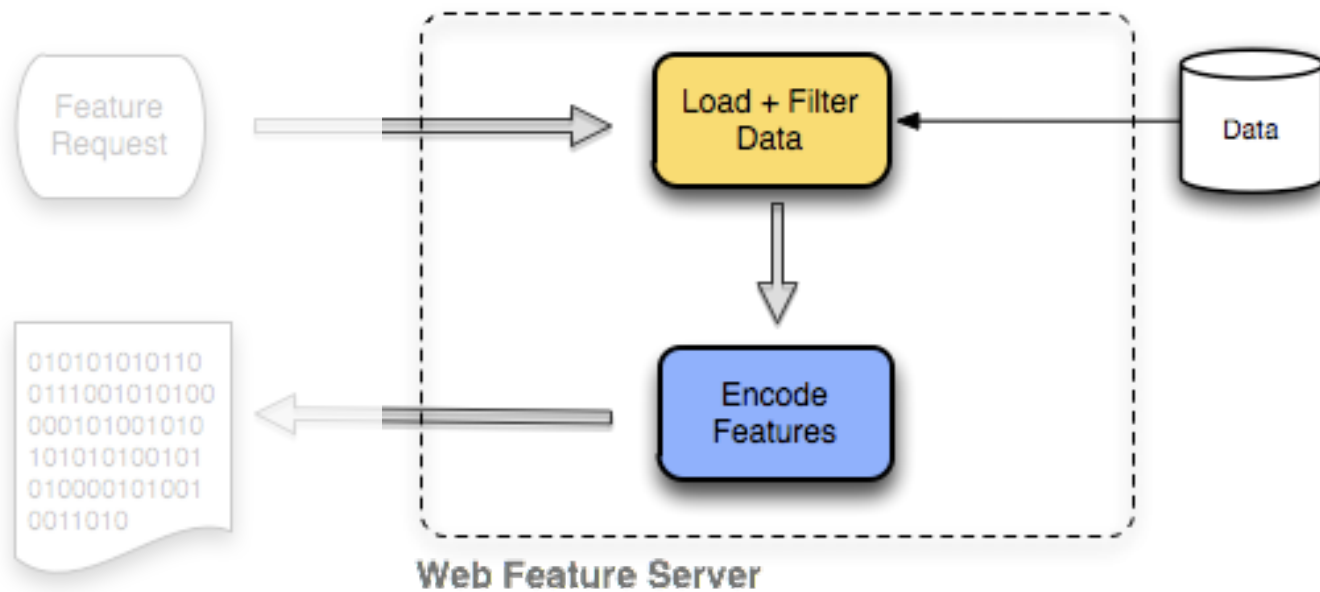 Feature
Request
Load + Filter
Data
Data
010101010110
0111001010100
000101001010
101010100101
010000101001
0011010
Encode
Features
Web Feature Server